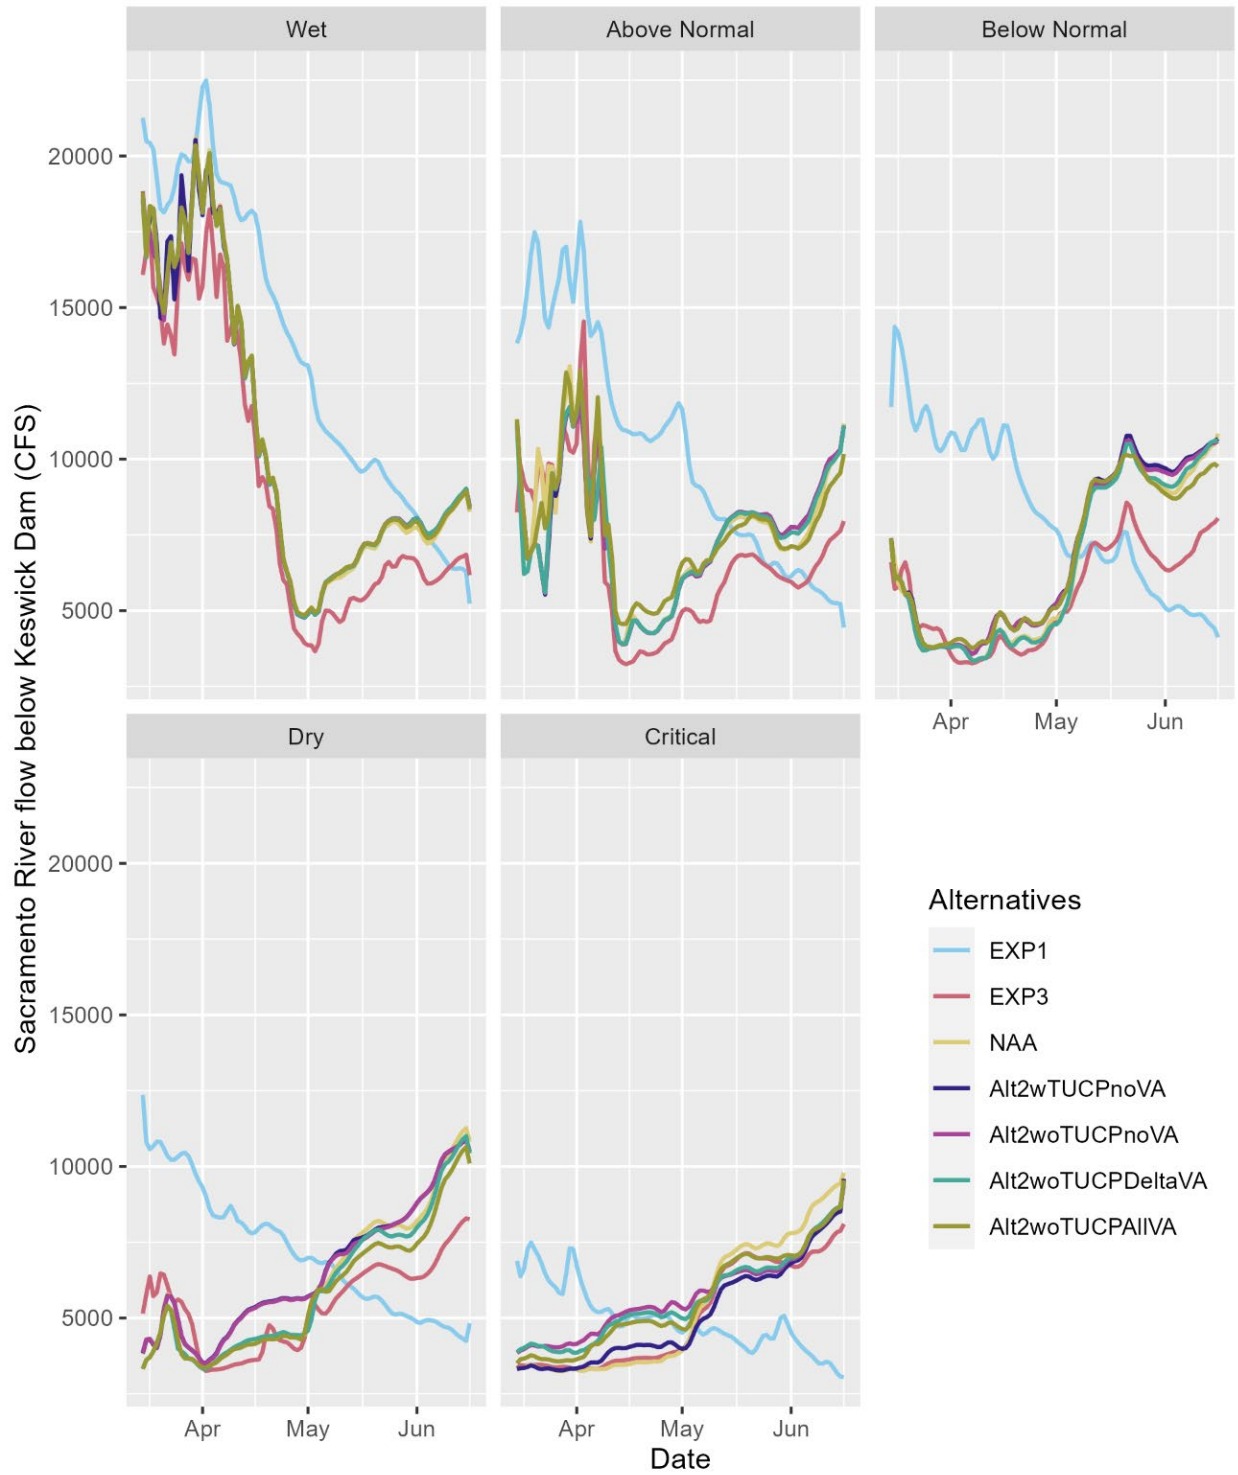 Wet
Above Normal
Below Normal
20000
15000
10000
5000
Apr May Jun
Sacramento River flow below Keswick Dam (CFS)
Dry
Critical
20000
15000
10000
5000
Apr May Jun
Apr May Jun
Date
Alternatives
EXP1
EXP3
NAA
Alt2wTUCPnoVA
Alt2woTUCPnoVA
Alt2woTUCPDeltaVA
Alt2woTUCPAllVA